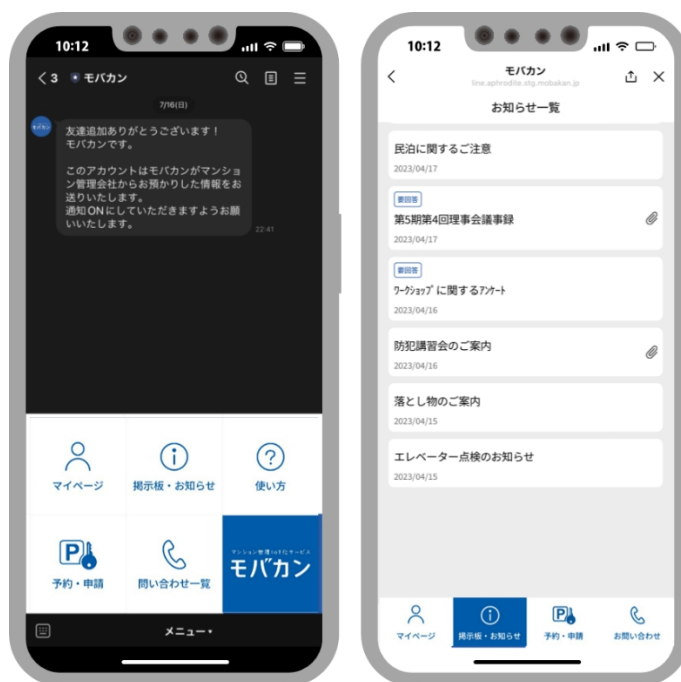 10:12
3 モバカン
7/16(日)
友達追加ありがとうございます！
モバカンです。
このアカウントはモバカンがマンショ
ン管理会社からお預かりした情報をお
送りいたします。
通知ONにしていただきますようお願
いいたします。
22:41
マイページ
掲示板・お知らせ
使い方
予約・申請
問い合わせ一覧
マンション管理IoT化サービス
モバカン
メニュー
10:12
モバカン
line.aphrodite.stg.mobakan.jp
お知らせ一覧
民泊に関するご注意
2023/04/17
要回答
第5期第4回理事会議事録
2023/04/17
要回答
ﾜｰｸｼｮｯﾌﾟに関するｱﾝｹｰﾄ
2023/04/16
防犯講習会のご案内
2023/04/16
落とし物のご案内
2023/04/15
エレベーター点検のお知らせ
2023/04/15
マイページ
掲示板・お知らせ
予約・申請
お問い合わせ